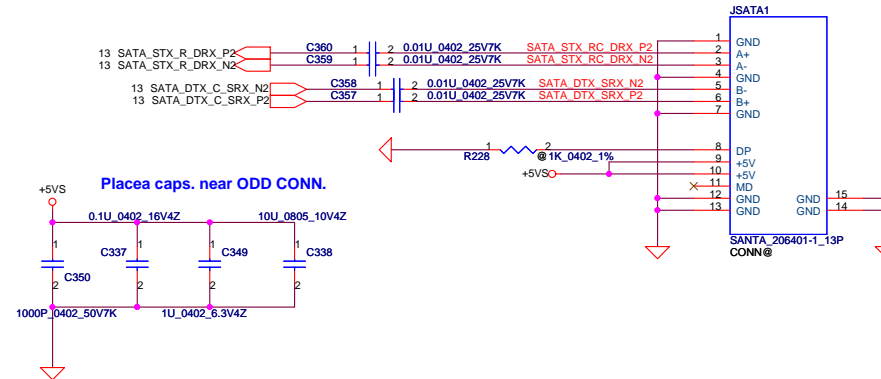 JSATA1
13 SATA_STX_R_DRX_P2 C360 1 2 0.01U_0402_25V7K SATA_STX_RC_DRX_P2
13 SATA_STX_R_DRX_N2 C359 1 2 0.01U_0402_25V7K SATA_STX_RC_DRX_N2
13 SATA_DTX_C_SRX_N2 C358 1 2 0.01U_0402_25V7K SATA_DTX_SRX_N2
13 SATA_DTX_C_SRX_P2 C357 1 2 0.01U_0402_25V7K SATA_DTX_SRX_P2
1 GND
2 A+
3 A-
4 GND
5 B-
6 B+
7 GND
R228 1 2 @1K_0402_1%
+5VS
8 DP
9 +5V
10 +5V
11 MD
12 GND GND 15
13 GND GND 14
SANTA_206401-1_13P
CONN@
Placea caps. near ODD CONN.
+5VS
0.1U_0402_16V4Z 10U_0805_10V4Z
1 1 1 1
C337 C349 C338
C350
2 2 2 2
1000P_0402_50V7K 1U_0402_6.3V4Z